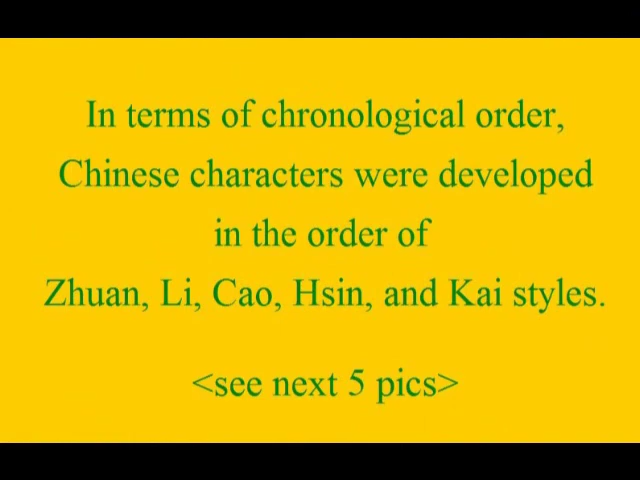 In terms of chronological order,
Chinese characters were developed
in the order of
Zhuan, Li, Cao, Hsin, and Kai styles.
<see next 5 pics>